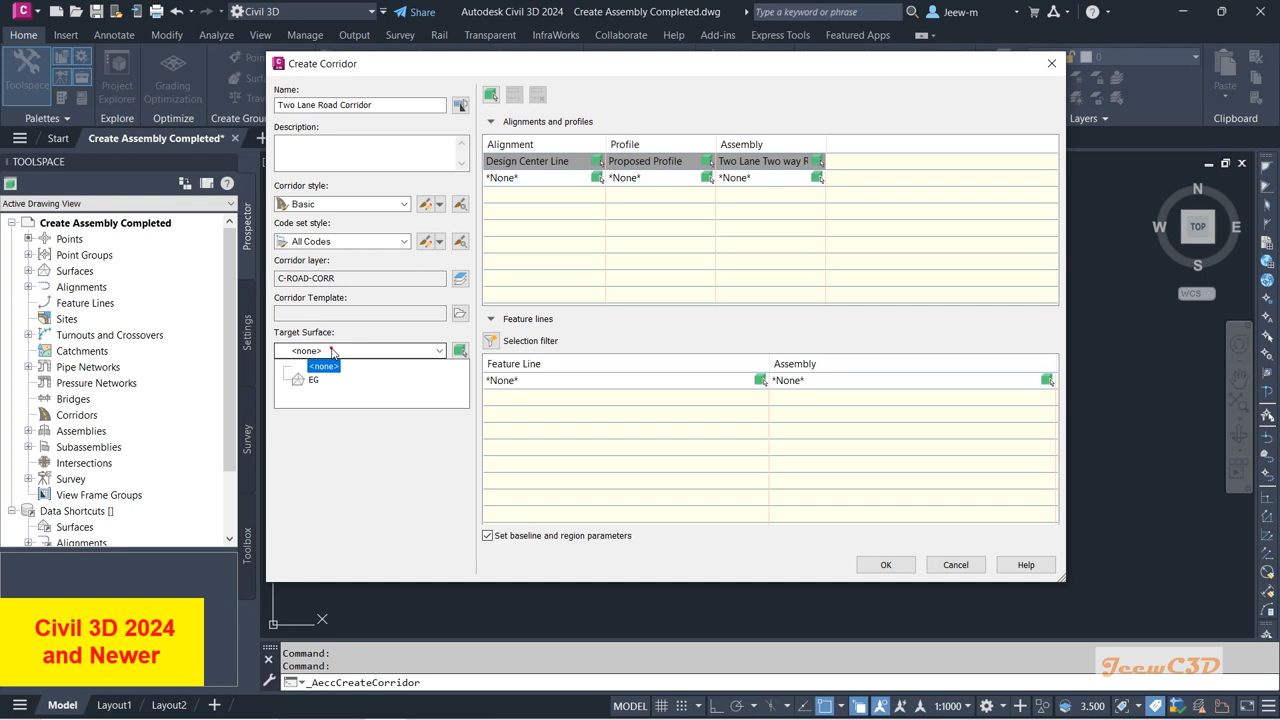 Civil 3D
Share
Autodesk Civil 3D 2024
Create Assembly Completed.dwg
Type a keyword or phrase
Jeew-m
Home
Insert
Annotate
Modify
Analyze
View
Manage
Output
Survey
Rail
Transparent
InfraWorks
Collaborate
Help
Add-ins
Express Tools
Featured Apps
Toolspace
Project
Explorer
Grading
Optimization
Palettes
Explore
Optimize
Layers
Paste
Clipboard
Start
Create Assembly Completed*
TOOLSPACE
Active Drawing View
Create Assembly Completed
Points
Point Groups
Surfaces
Alignments
Feature Lines
Sites
Turnouts and Crossings
Catchments
Pipe Networks
Pressure Networks
Bridges
Corridors
Assemblies
Subassemblies
Intersections
Survey
View Frame Groups
Data Shortcuts []
Surfaces
Alignments
Prospector
Settings
Survey
Toolbox
Create Corridor
Name:
Two Lane Road Corridor
Description:
Corridor style:
Basic
Code set style:
All Codes
Corridor layer:
C-ROAD-CORR
Corridor Template:
Target Surface:
<none>
<none>
EG
Alignments and profiles
Alignment Profile Assembly
Design Center Line Proposed Profile Two Lane Two way R
*None* *None* *None*
Feature lines
Selection filter
Feature Line Assembly
*None* *None*
Set baseline and region parameters
OK Cancel Help
N
W TOP E
S
WCS
Civil 3D 2024
and Newer
Command:
Command:
_AeccCreateCorridor
JeewC3D
Model
Layout1
Layout2
MODEL
1:1000
3.500